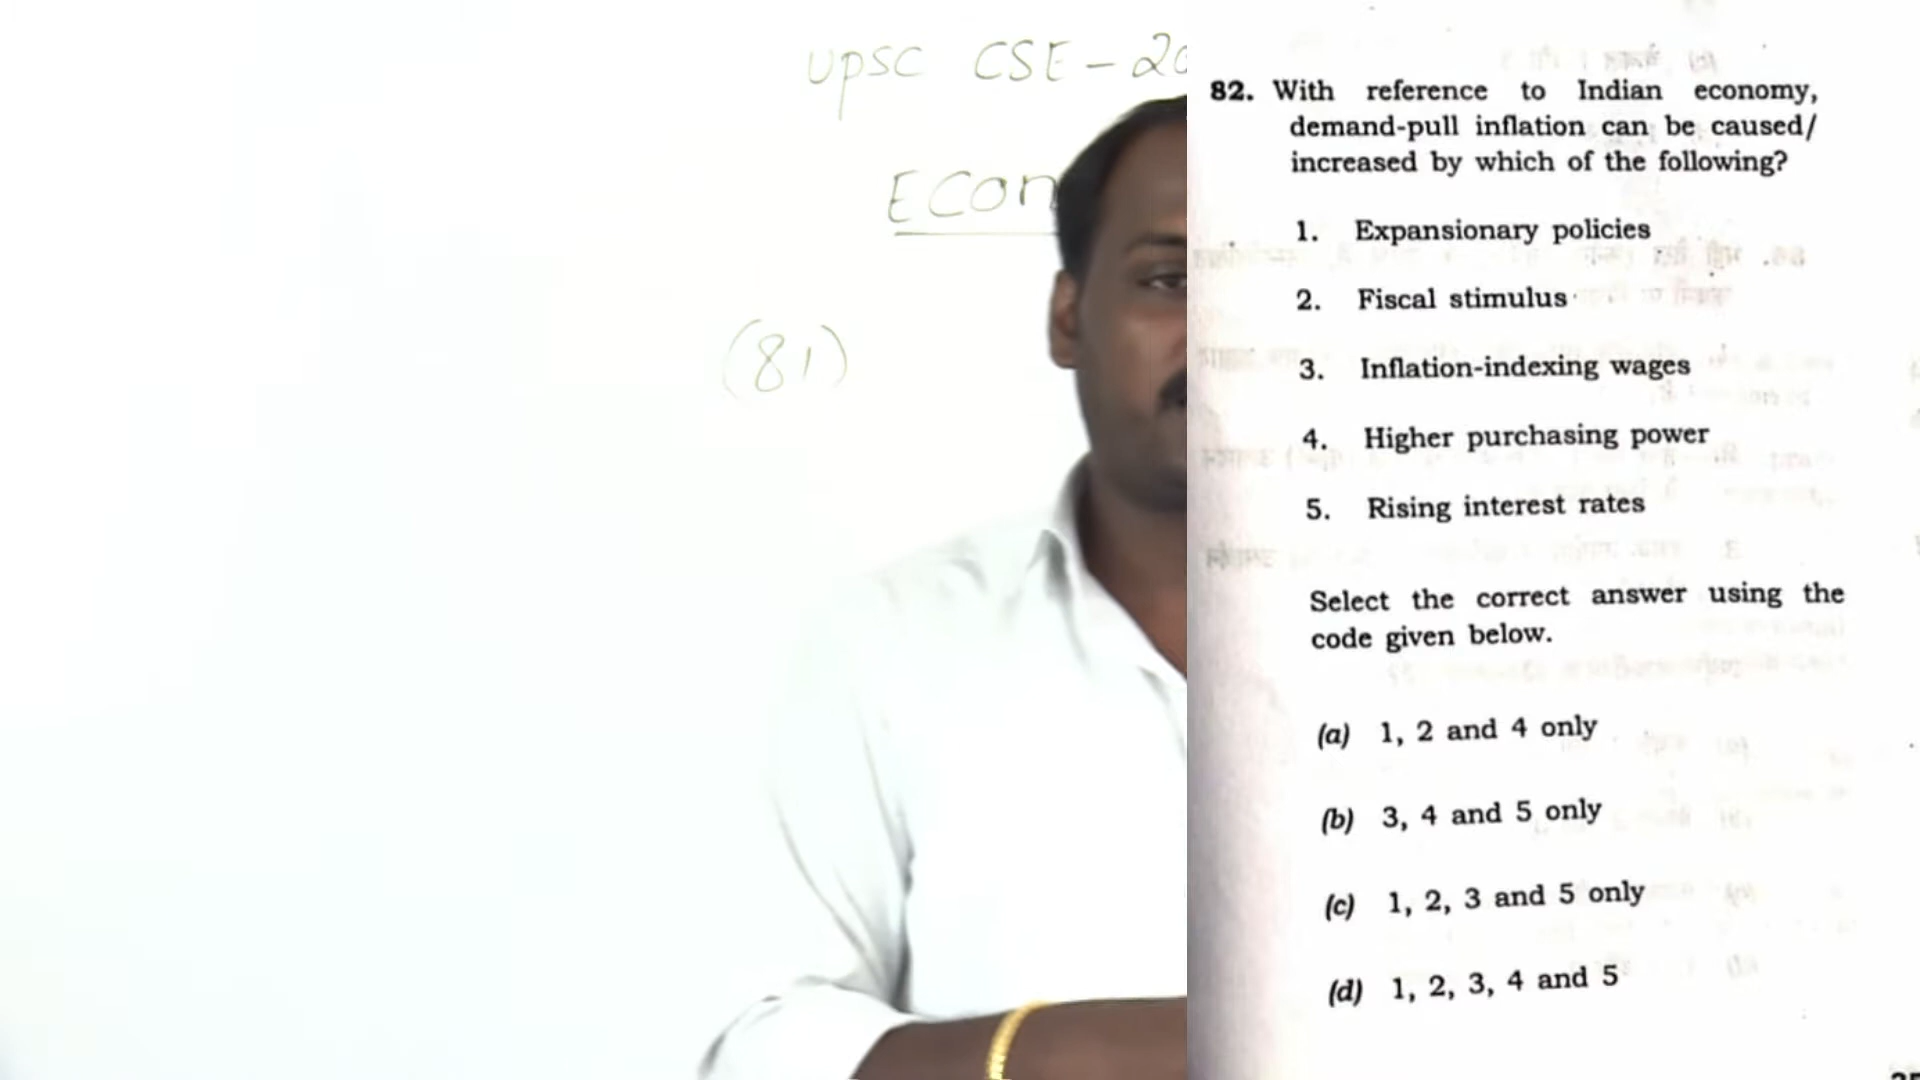 UPSC CSE-20
ECon
(81)
82. With reference to Indian economy,
demand-pull inflation can be caused/
increased by which of the following?
1. Expansionary policies
2. Fiscal stimulus
3. Inflation-indexing wages
4. Higher purchasing power
5. Rising interest rates
Select the correct answer using the
code given below.
(a) 1, 2 and 4 only
(b) 3, 4 and 5 only
(c) 1, 2, 3 and 5 only
(d) 1, 2, 3, 4 and 5